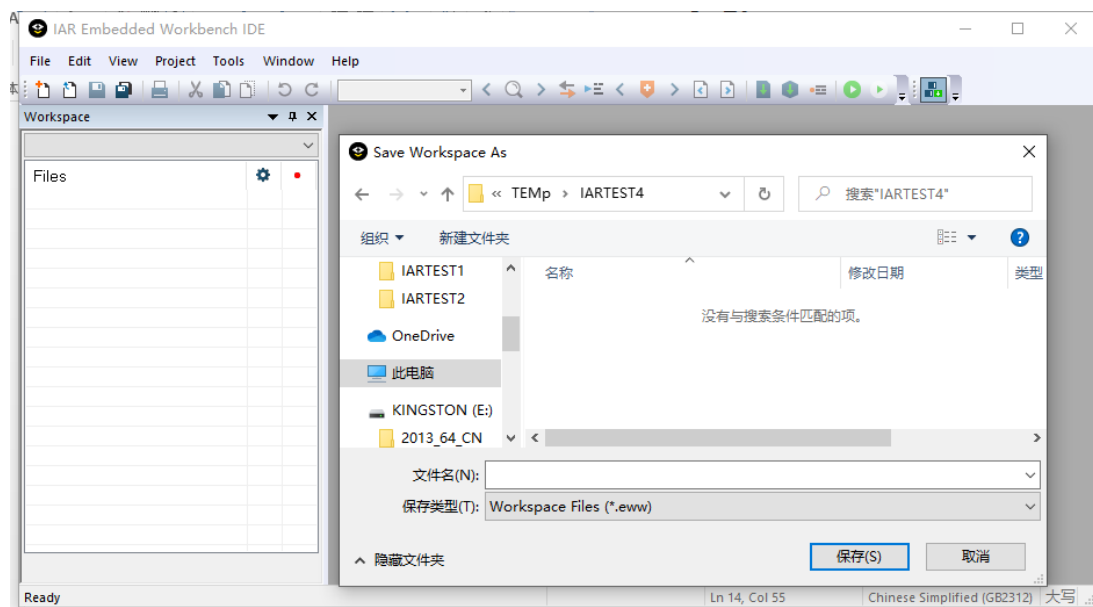 IAR Embedded Workbench IDE
File Edit View Project Tools Window Help
Workspace
Files
Save Workspace As
« TEMp › IARTEST4
搜索"IARTEST4"
组织
新建文件夹
IARTEST1
IARTEST2
OneDrive
此电脑
KINGSTON (E:)
2013_64_CN
名称
修改日期
类型
没有与搜索条件匹配的项。
文件名(N):
保存类型(T): Workspace Files (*.eww)
隐藏文件夹
保存(S)
取消
Ready
Ln 14, Col 55
Chinese Simplified (GB2312)
大写